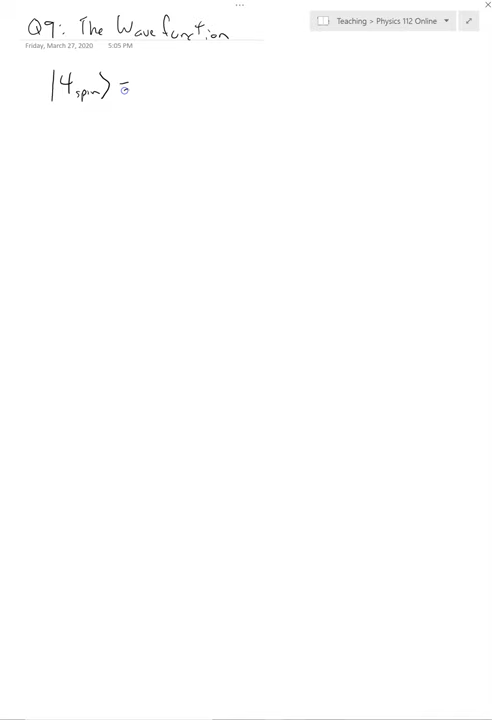 ...
Q9: The Wavefunction
Teaching > Physics 112 Online
Friday, March 27, 2020 5:05 PM
|ψspin⟩ =